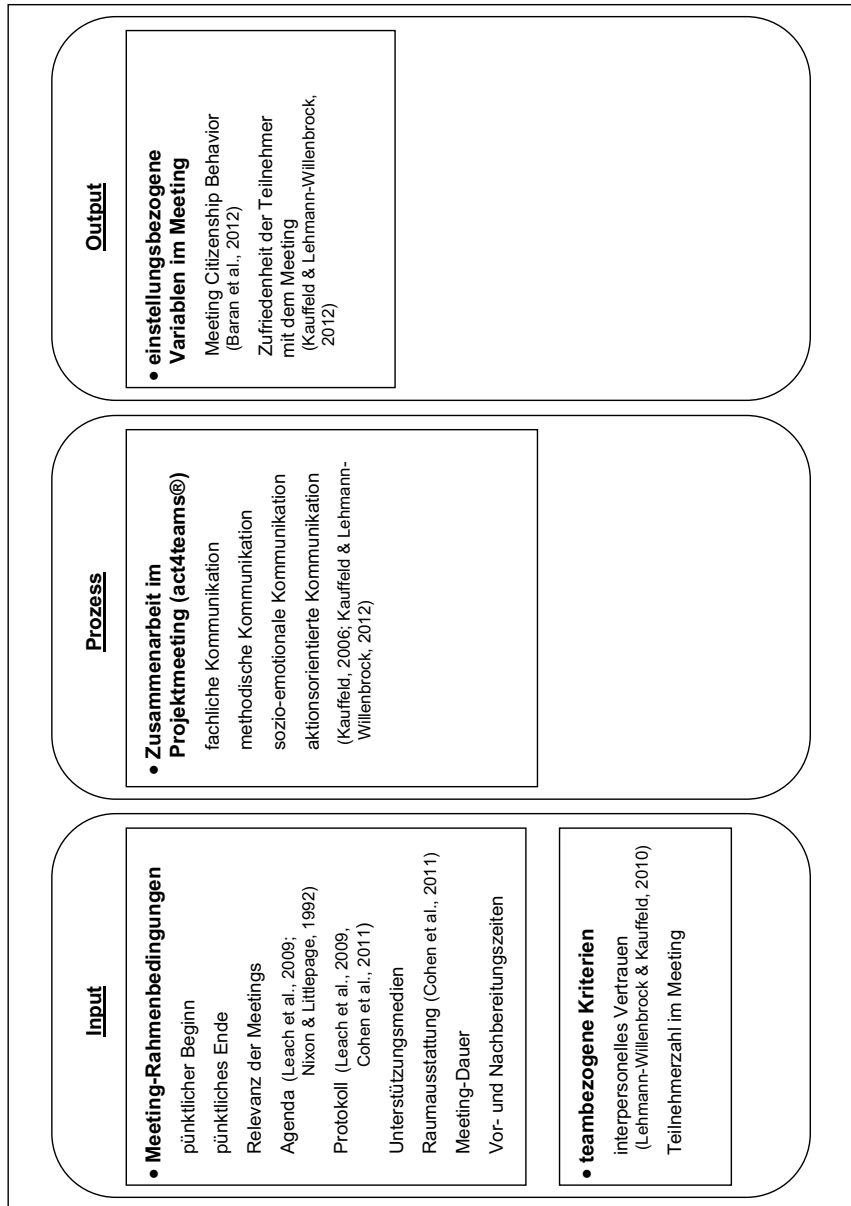 Input
• Meeting-Rahmenbedingungen
pünktlicher Beginn
pünktliches Ende
Relevanz der Meetings
Agenda (Leach et al., 2009;
Nixon & Littlepage, 1992)
Protokoll (Leach et al., 2009,
Cohen et al., 2011)
Unterstützungsmedien
Raumausstattung (Cohen et al., 2011)
Meeting-Dauer
Vor- und Nachbereitungszeiten
• teambezogene Kriterien
interpersonelles Vertrauen
(Lehmann-Willenbrock & Kauffeld, 2010)
Teilnehmerzahl im Meeting
Prozess
• Zusammenarbeit im
Projektmeeting (act4teams®)
fachliche Kommunikation
methodische Kommunikation
sozio-emotionale Kommunikation
aktionsorientierte Kommunikation
(Kauffeld, 2006; Kauffeld & Lehmann-
Willenbrock, 2012)
Output
• einstellungsbezogene
Variablen im Meeting
Meeting Citizenship Behavior
(Baran et al., 2012)
Zufriedenheit der Teilnehmer
mit dem Meeting
(Kauffeld & Lehmann-Willenbrock,
2012)